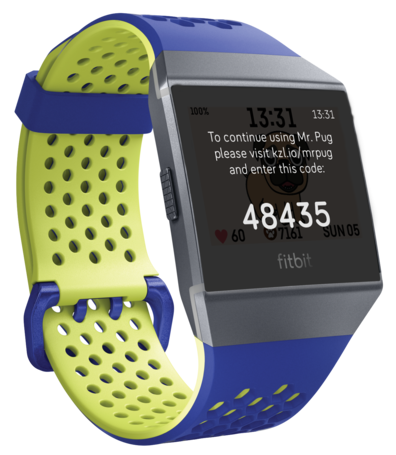 100%
13:31
13:31
To continue using Mr. Pug
please visit kzl.io/mrpug
and enter this code:
48435
60
7161
SUN 05
fitbit